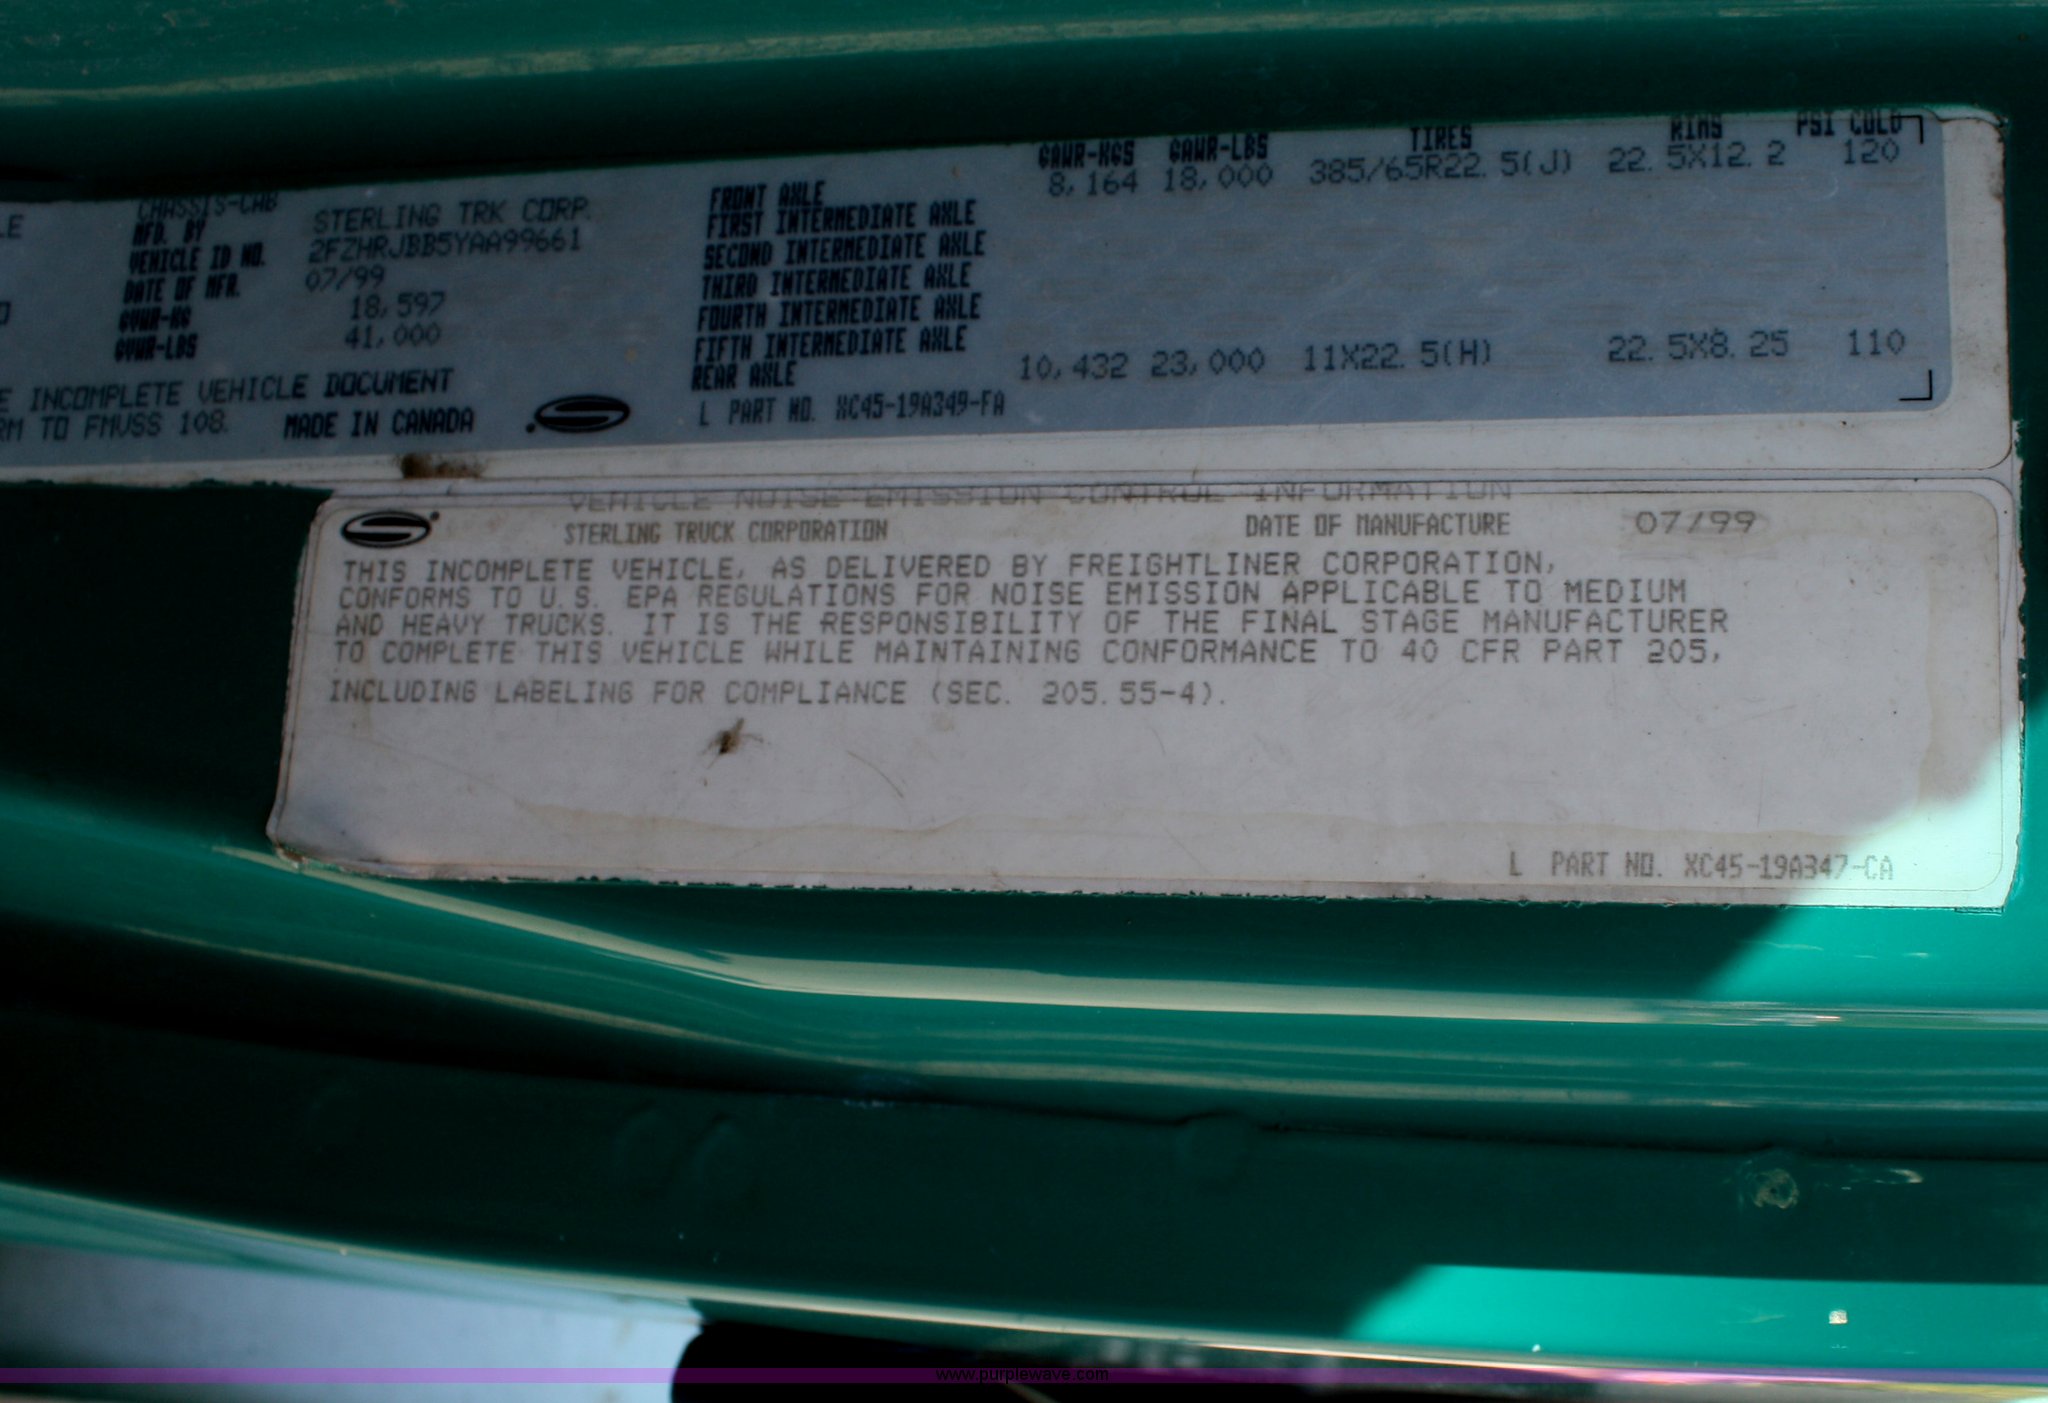 GAWR-KGS GAWR-LBS TIRES RIMS PSI COLD
CHASSIS-CAB
MFD. BY STERLING TRK CORP.
VEHICLE ID NO. 2FZHRJBB5YAA99661
DATE OF MFR. 07/99
GVWR-KG 18,597
GVWR-LBS 41,000
E INCOMPLETE VEHICLE DOCUMENT
RM TO FMVSS 108. MADE IN CANADA
FRONT AXLE 8,164 18,000 385/65R22.5(J) 22.5X12.2 120
FIRST INTERMEDIATE AXLE
SECOND INTERMEDIATE AXLE
THIRD INTERMEDIATE AXLE
FOURTH INTERMEDIATE AXLE
FIFTH INTERMEDIATE AXLE
REAR AXLE 10,432 23,000 11X22.5(H) 22.5X8.25 110
L PART NO. XC45-19A349-FA
VEHICLE NOISE EMISSION CONTROL INFORMATION
STERLING TRUCK CORPORATION DATE OF MANUFACTURE 07/99
THIS INCOMPLETE VEHICLE, AS DELIVERED BY FREIGHTLINER CORPORATION,
CONFORMS TO U.S. EPA REGULATIONS FOR NOISE EMISSION APPLICABLE TO MEDIUM
AND HEAVY TRUCKS. IT IS THE RESPONSIBILITY OF THE FINAL STAGE MANUFACTURER
TO COMPLETE THIS VEHICLE WHILE MAINTAINING CONFORMANCE TO 40 CFR PART 205,
INCLUDING LABELING FOR COMPLIANCE (SEC. 205.55-4).
L PART NO. XC45-19A347-CA
www.purplewave.com